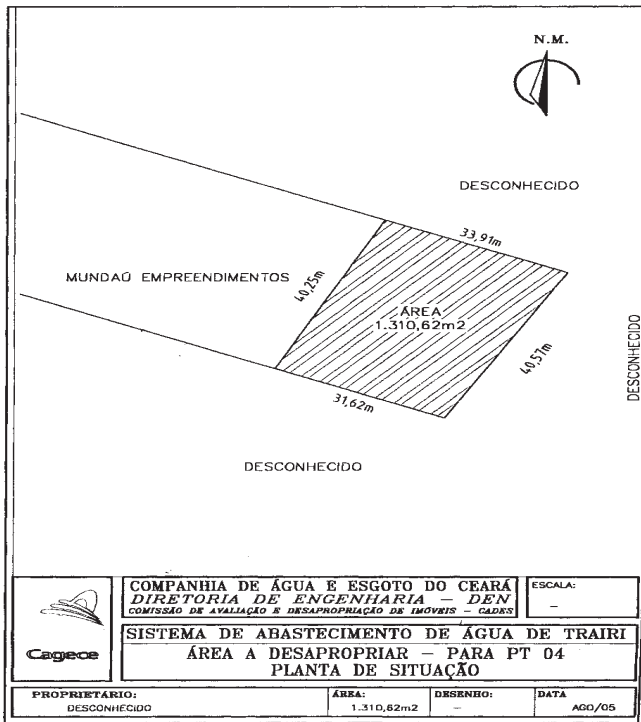 N.M.
DESCONHECIDO
33,91m
MUNDAÚ EMPREENDIMENTOS
40,25m
ÁREA
1.310,62m2
40,57m
DESCONHECIDO
31,62m
DESCONHECIDO
Cagece
COMPANHIA DE ÁGUA E ESGOTO DO CEARÁ
DIRETORIA DE ENGENHARIA – DEN
COMISSÃO DE AVALIAÇÃO E DESAPROPRIAÇÃO DE IMÓVEIS – CADES
ESCALA:
–
SISTEMA DE ABASTECIMENTO DE ÁGUA DE TRAIRI
ÁREA A DESAPROPRIAR – PARA PT 04
PLANTA DE SITUAÇÃO
PROPRIETÁRIO:
DESCONHECIDO
ÁREA:
1.310,62m2
DESENHO:
–
DATA
AGO/05